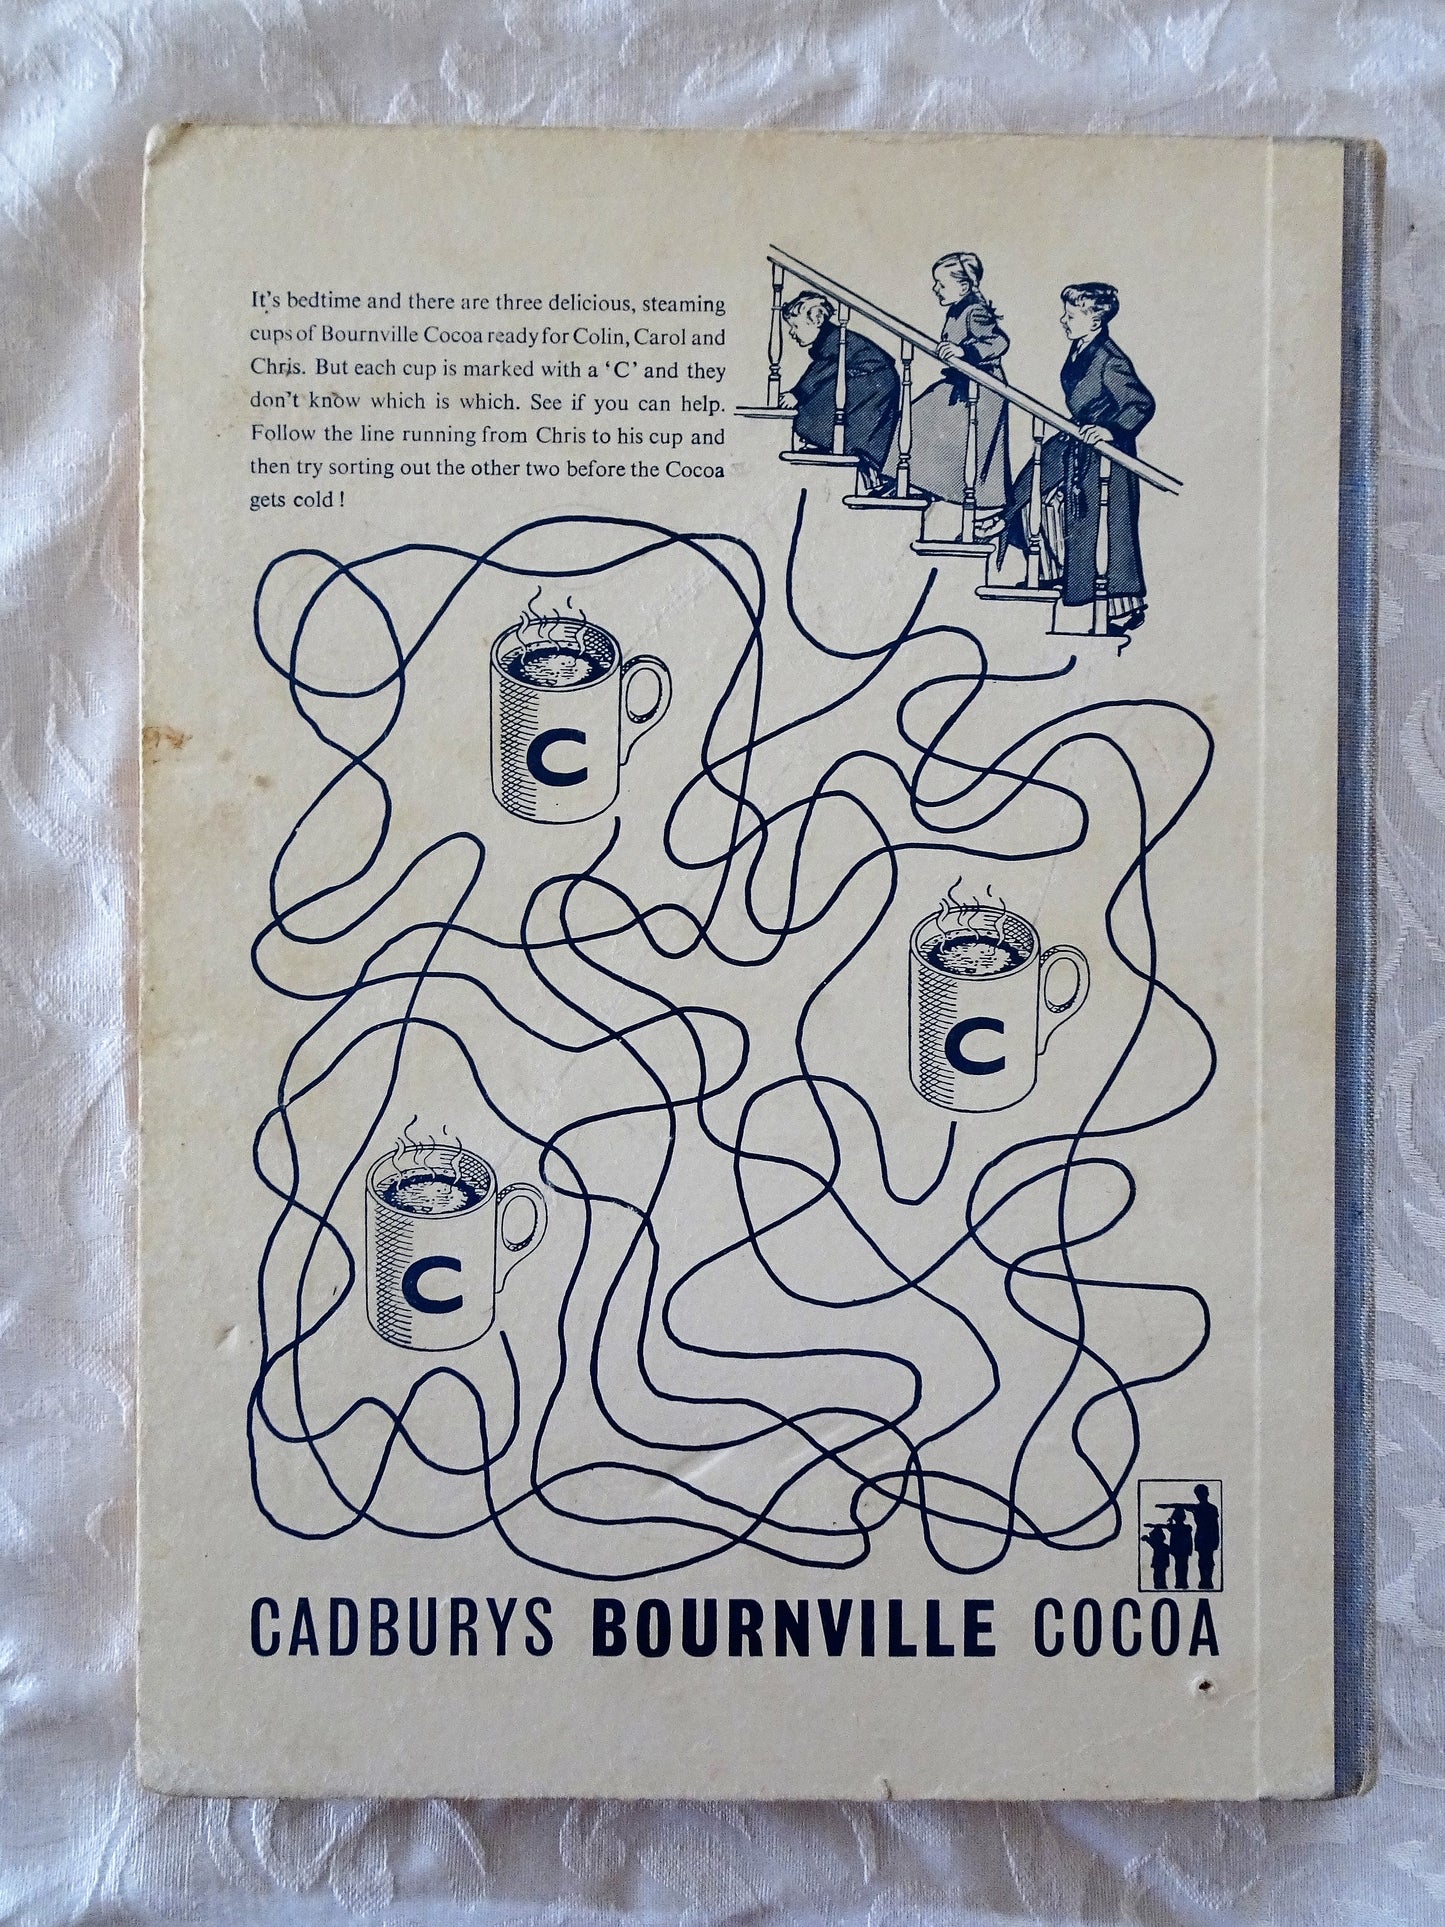 It's bedtime and there are three delicious, steaming
cups of Bournville Cocoa ready for Colin, Carol and
Chris. But each cup is marked with a ‘C’ and they
don't know which is which. See if you can help.
Follow the line running from Chris to his cup and
then try sorting out the other two before the Cocoa
gets cold!
C
C
C
CADBURYS BOURNVILLE COCOA